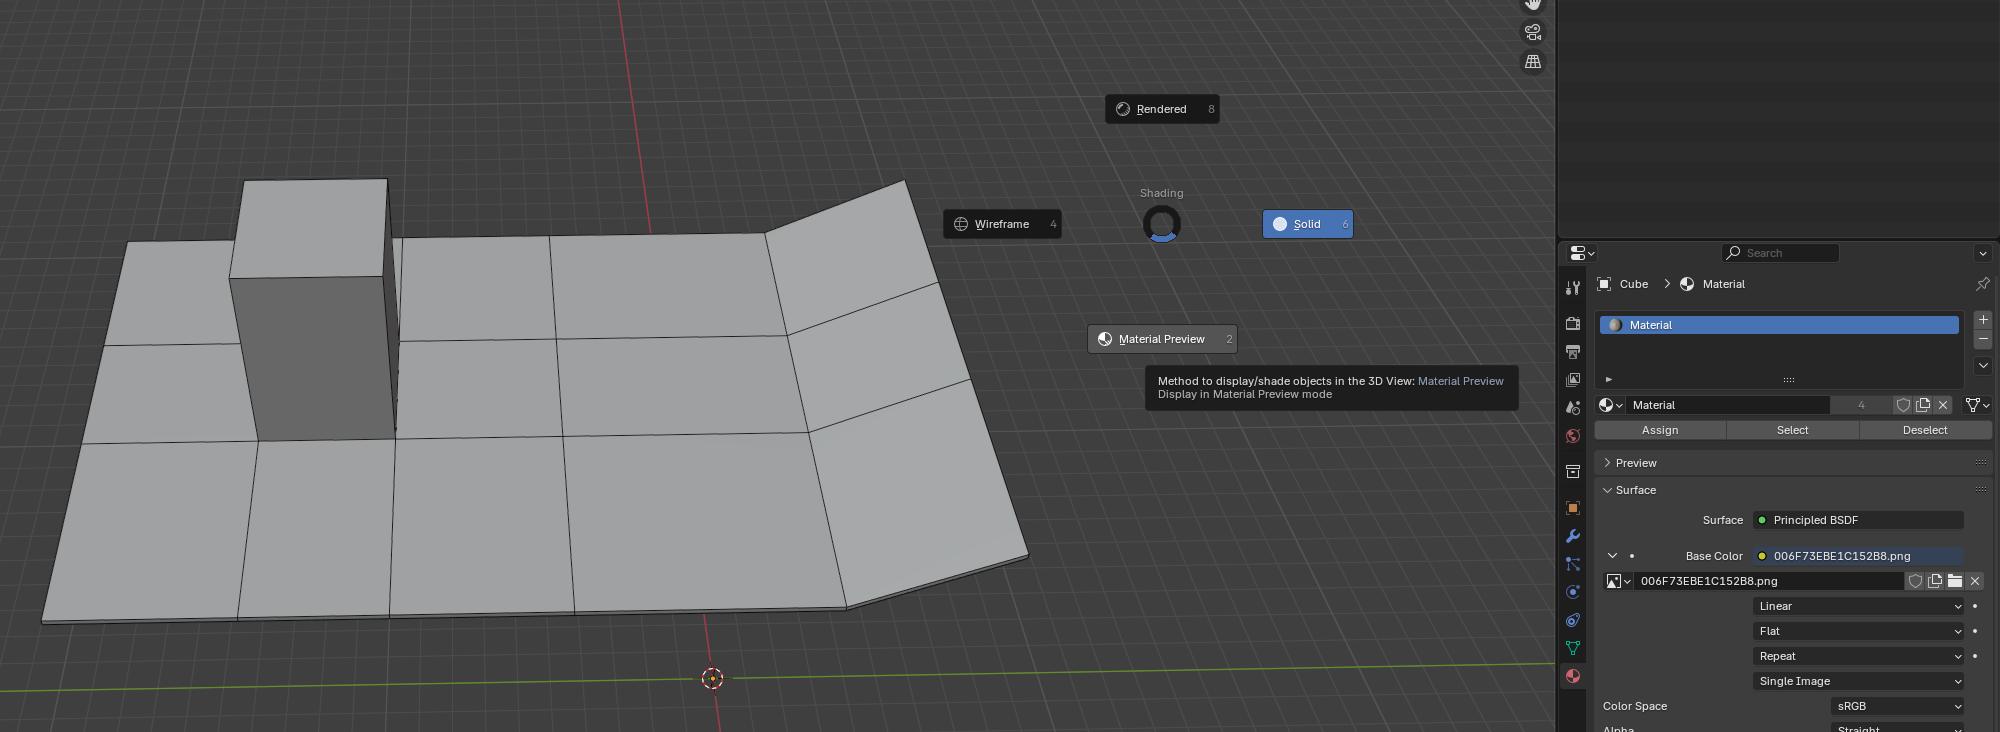 Rendered 8
Shading
Wireframe 4
Solid 6
Material Preview 2
Method to display/shade objects in the 3D View: Material Preview
Display in Material Preview mode
Search
Cube > Material
Material
Material 4
Assign Select Deselect
Preview
Surface
Surface Principled BSDF
Base Color 006F73EBE1C152B8.png
006F73EBE1C152B8.png
Linear
Flat
Repeat
Single Image
Color Space sRGB
Alpha Straight